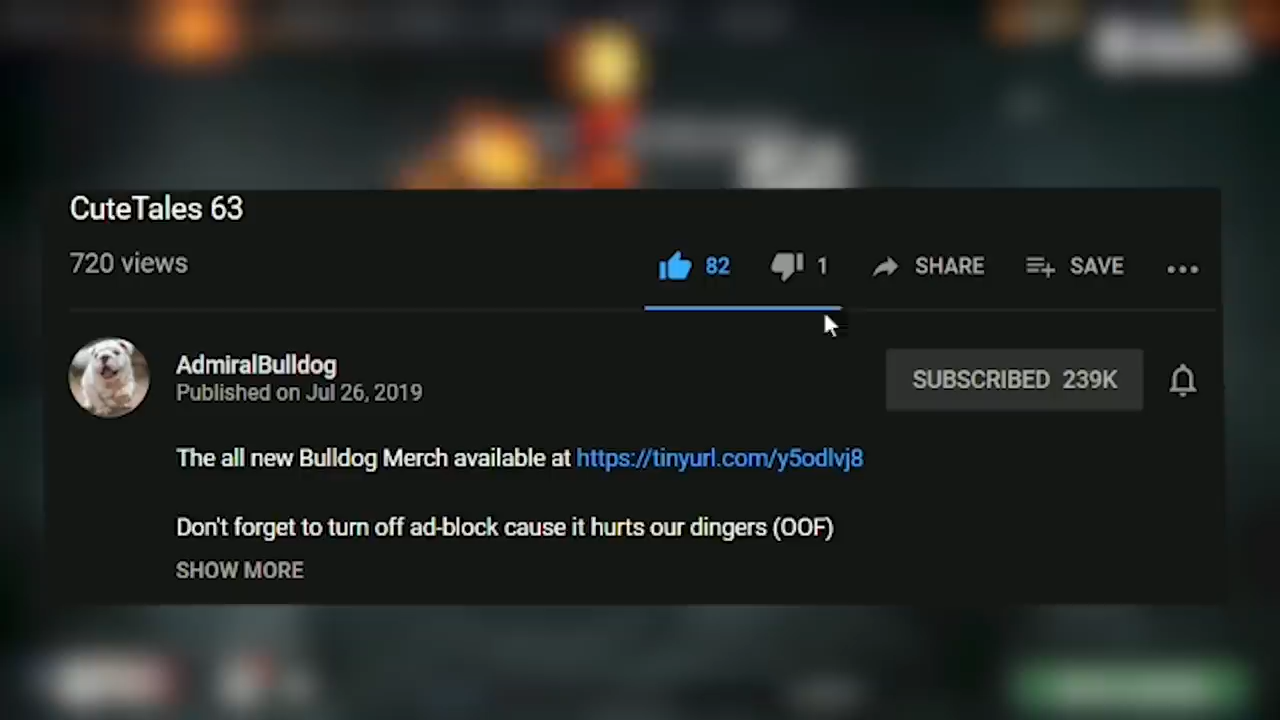 CuteTales 63
720 views
82 1 SHARE SAVE
AdmiralBulldog
Published on Jul 26, 2019
SUBSCRIBED 239K
The all new Bulldog Merch available at https://tinyurl.com/y5odlvj8
Don't forget to turn off ad-block cause it hurts our dingers (OOF)
SHOW MORE